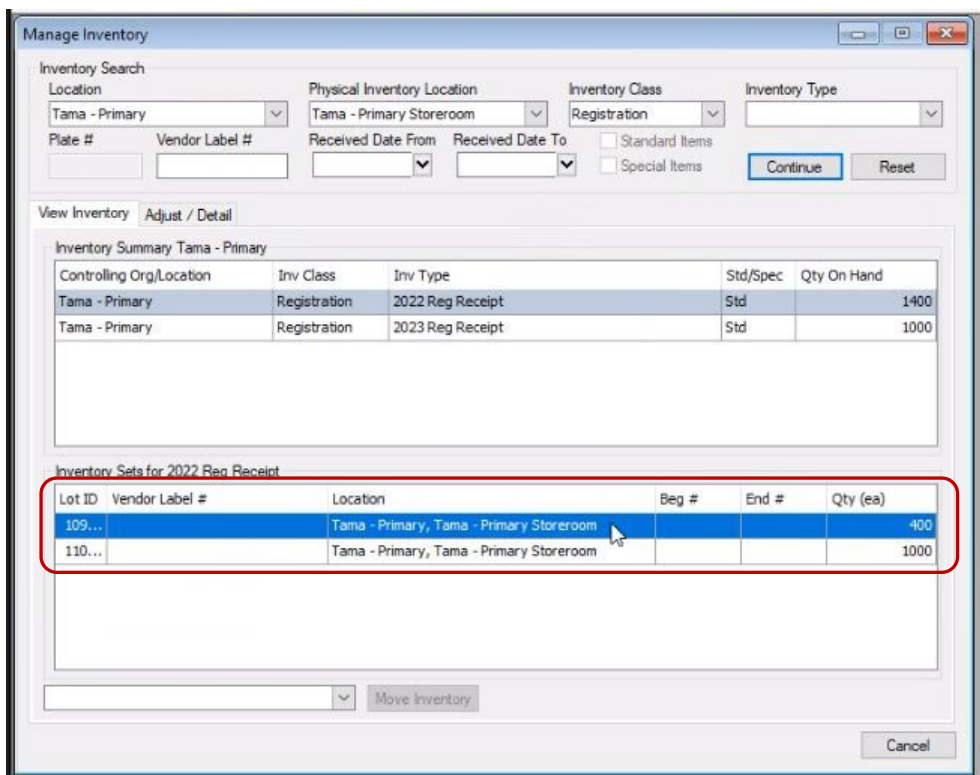 Manage Inventory
Inventory Search
Location Physical Inventory Location Inventory Class Inventory Type
Tama - Primary Tama - Primary Storeroom Registration
Plate # Vendor Label # Received Date From Received Date To Standard Items
Special Items Continue Reset
View Inventory Adjust / Detail
Inventory Summary Tama - Primary
Controlling Org/Location Inv Class Inv Type Std/Spec Qty On Hand
Tama - Primary Registration 2022 Reg Receipt Std 1400
Tama - Primary Registration 2023 Reg Receipt Std 1000
Inventory Sets for 2022 Reg Receipt
Lot ID Vendor Label # Location Beg # End # Qty (ea)
109... Tama - Primary, Tama - Primary Storeroom 400
110... Tama - Primary, Tama - Primary Storeroom 1000
Move Inventory
Cancel